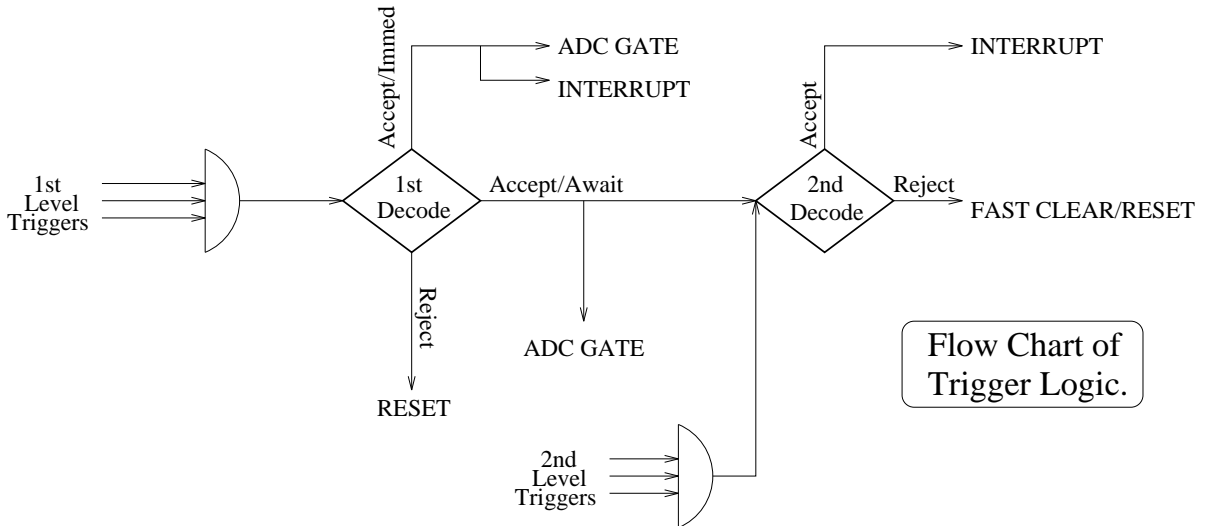 Accept/Immed
ADC GATE
INTERRUPT
1st
Level
Triggers
1st
Decode
Accept/Await
Reject
RESET
ADC GATE
2nd
Level
Triggers
Accept
INTERRUPT
2nd
Decode
Reject
FAST CLEAR/RESET
Flow Chart of
Trigger Logic.